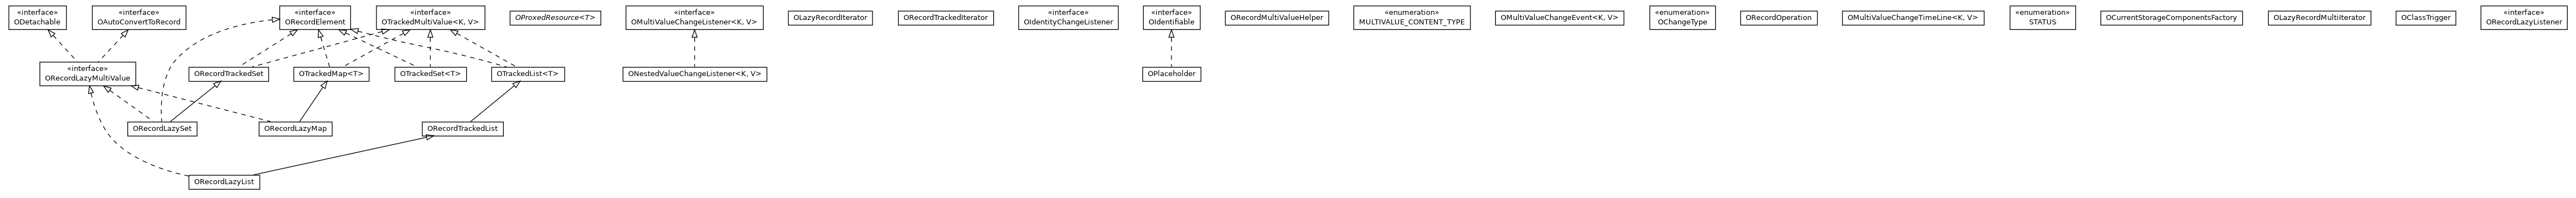 «interface»
ODetachable
«interface»
OAutoConvertToRecord
«interface»
ORecordElement
«interface»
OTrackedMultiValue<K, V>
OProxedResource<T>
«interface»
OMultiValueChangeListener<K, V>
OLazyRecordIterator
ORecordTrackedIterator
«interface»
OIdentityChangeListener
«interface»
OIdentifiable
ORecordMultiValueHelper
«enumeration»
MULTIVALUE_CONTENT_TYPE
OMultiValueChangeEvent<K, V>
«enumeration»
OChangeType
ORecordOperation
OMultiValueChangeTimeLine<K, V>
«enumeration»
STATUS
OCurrentStorageComponentsFactory
OLazyRecordMultiIterator
OClassTrigger
«interface»
ORecordLazyListener
«interface»
ORecordLazyMultiValue
ORecordTrackedSet
OTrackedMap<T>
OTrackedSet<T>
OTrackedList<T>
ONestedValueChangeListener<K, V>
OPlaceholder
ORecordLazySet
ORecordLazyMap
ORecordTrackedList
ORecordLazyList